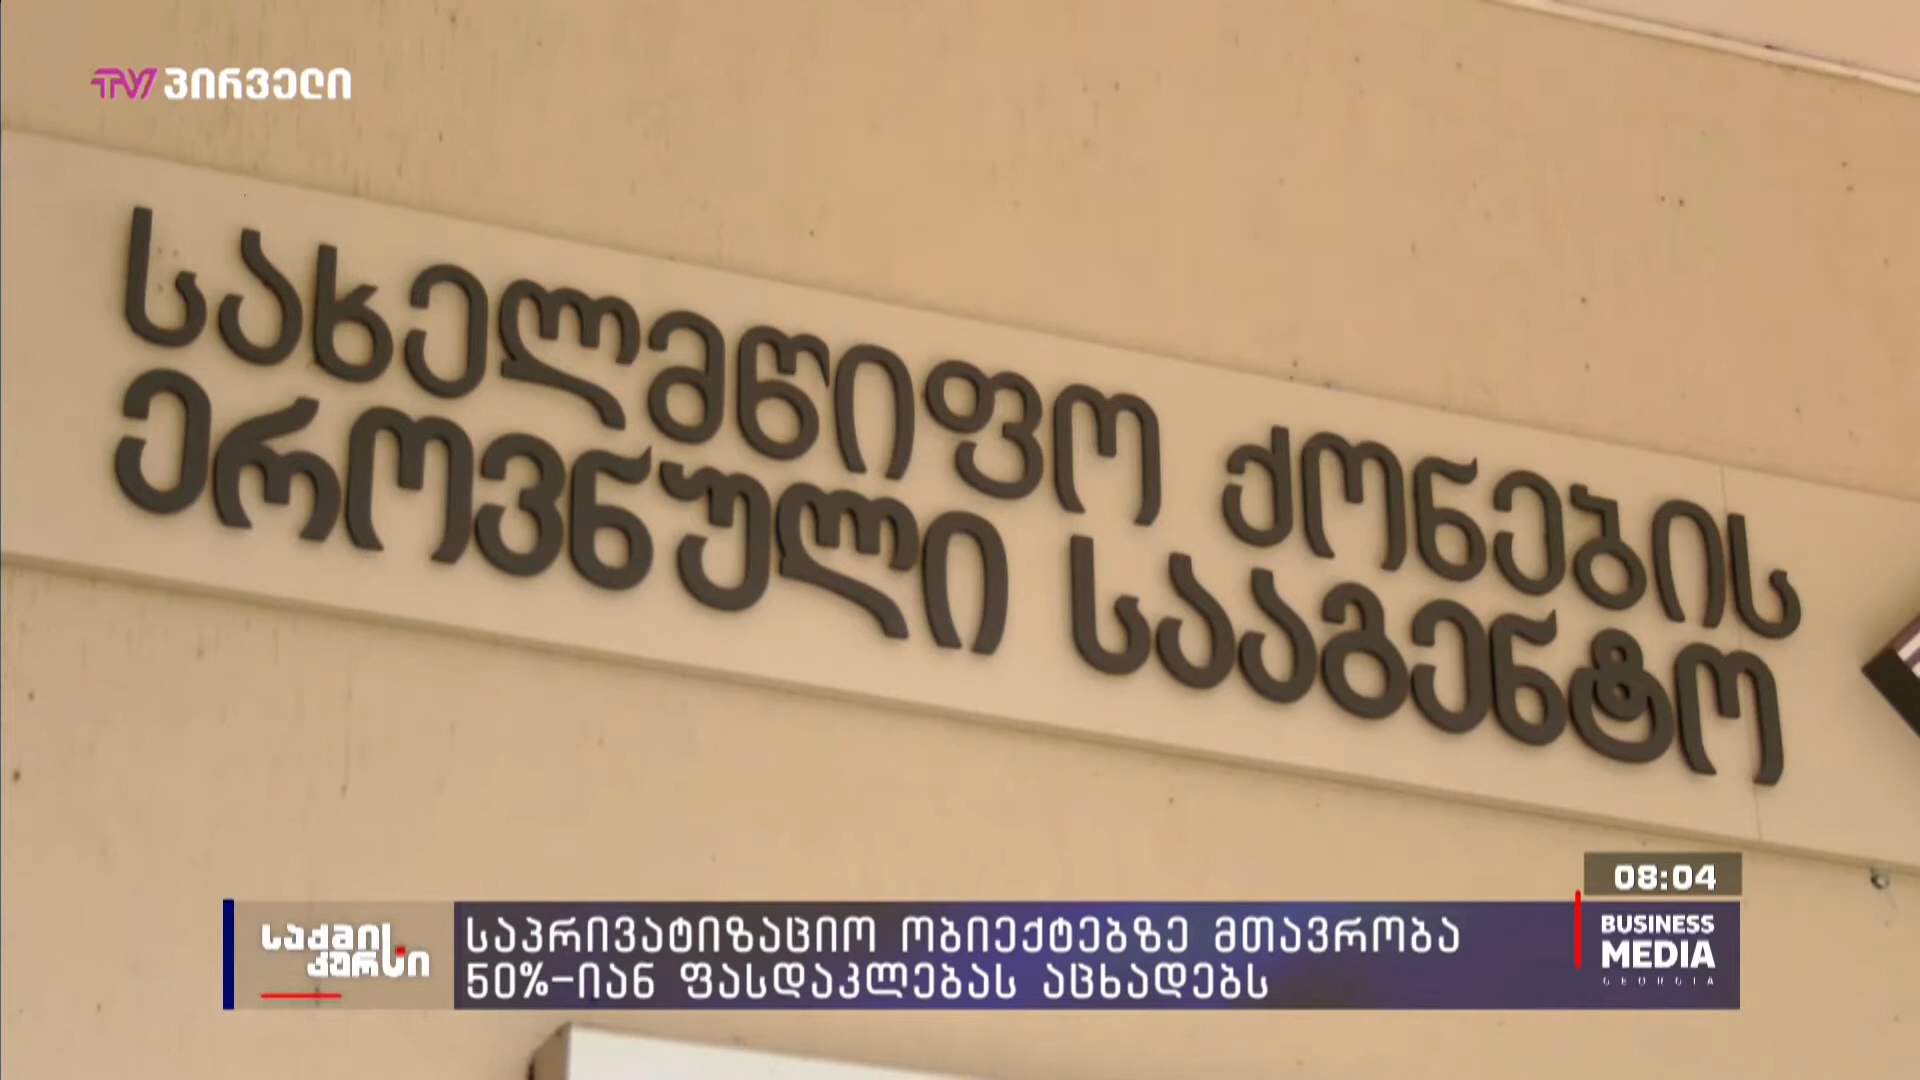 TV პირველი
სახელმწიფო ქონების
ეროვნული სააგენტო
08:04
საქმის
კურსი
საპრივატიზაციო ობიექტებზე მთავრობა
50%-იან ფასდაკლებას აცხადებს
BUSINESS
MEDIA
GEORGIA